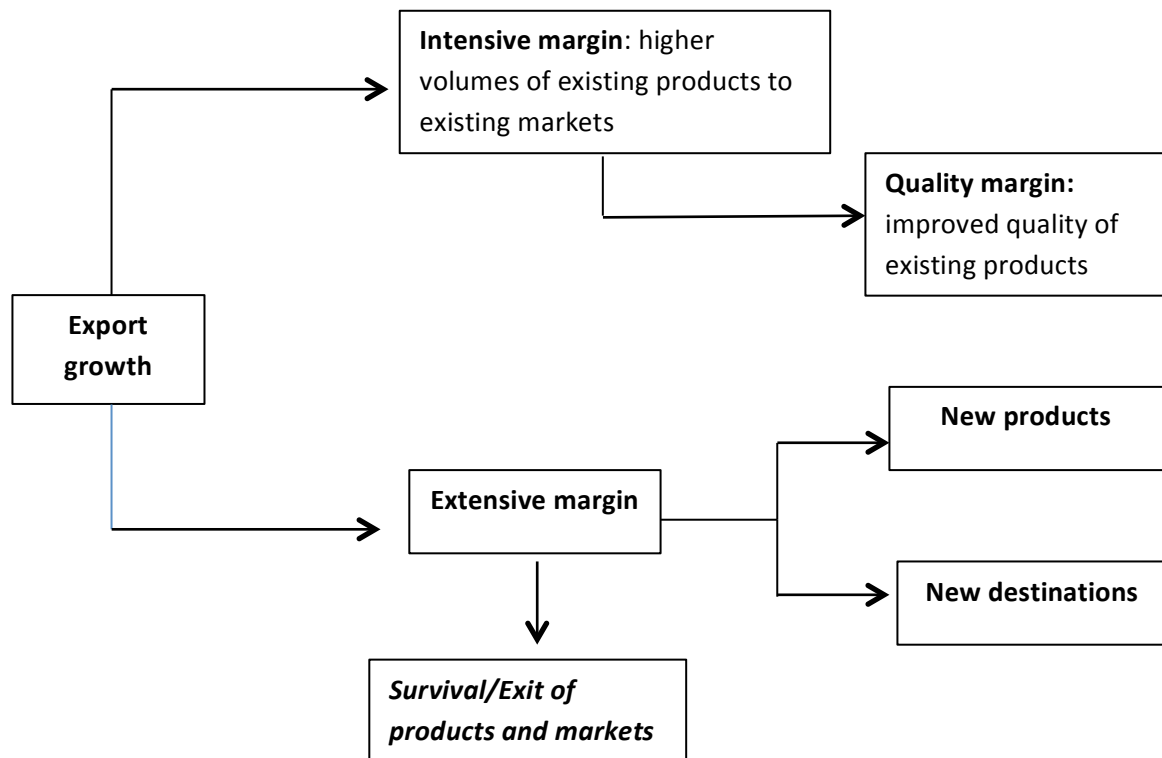 Intensive margin: higher
volumes of existing products to
existing markets
Quality margin:
improved quality of
existing products
Export
growth
New products
Extensive margin
New destinations
Survival/Exit of
products and markets